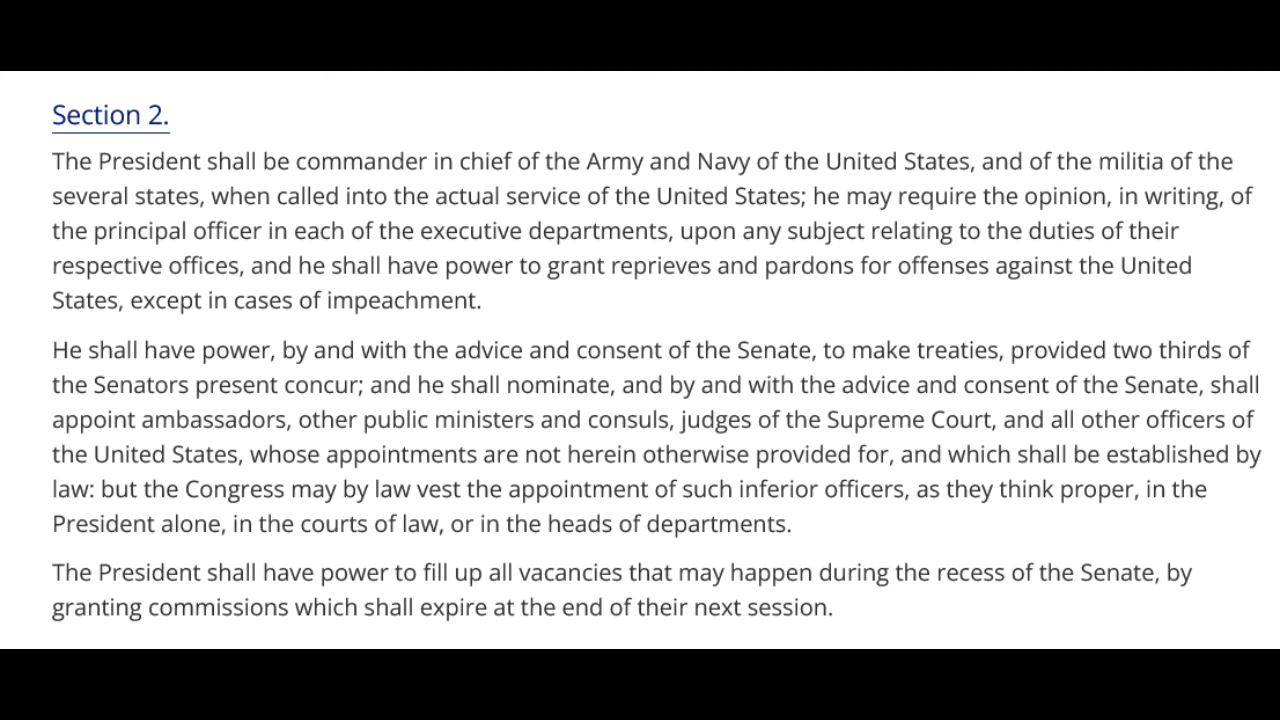 Section 2.
The President shall be commander in chief of the Army and Navy of the United States, and of the militia of the
several states, when called into the actual service of the United States; he may require the opinion, in writing, of
the principal officer in each of the executive departments, upon any subject relating to the duties of their
respective offices, and he shall have power to grant reprieves and pardons for offenses against the United
States, except in cases of impeachment.
He shall have power, by and with the advice and consent of the Senate, to make treaties, provided two thirds of
the Senators present concur; and he shall nominate, and by and with the advice and consent of the Senate, shall
appoint ambassadors, other public ministers and consuls, judges of the Supreme Court, and all other officers of
the United States, whose appointments are not herein otherwise provided for, and which shall be established by
law: but the Congress may by law vest the appointment of such inferior officers, as they think proper, in the
President alone, in the courts of law, or in the heads of departments.
The President shall have power to fill up all vacancies that may happen during the recess of the Senate, by
granting commissions which shall expire at the end of their next session.